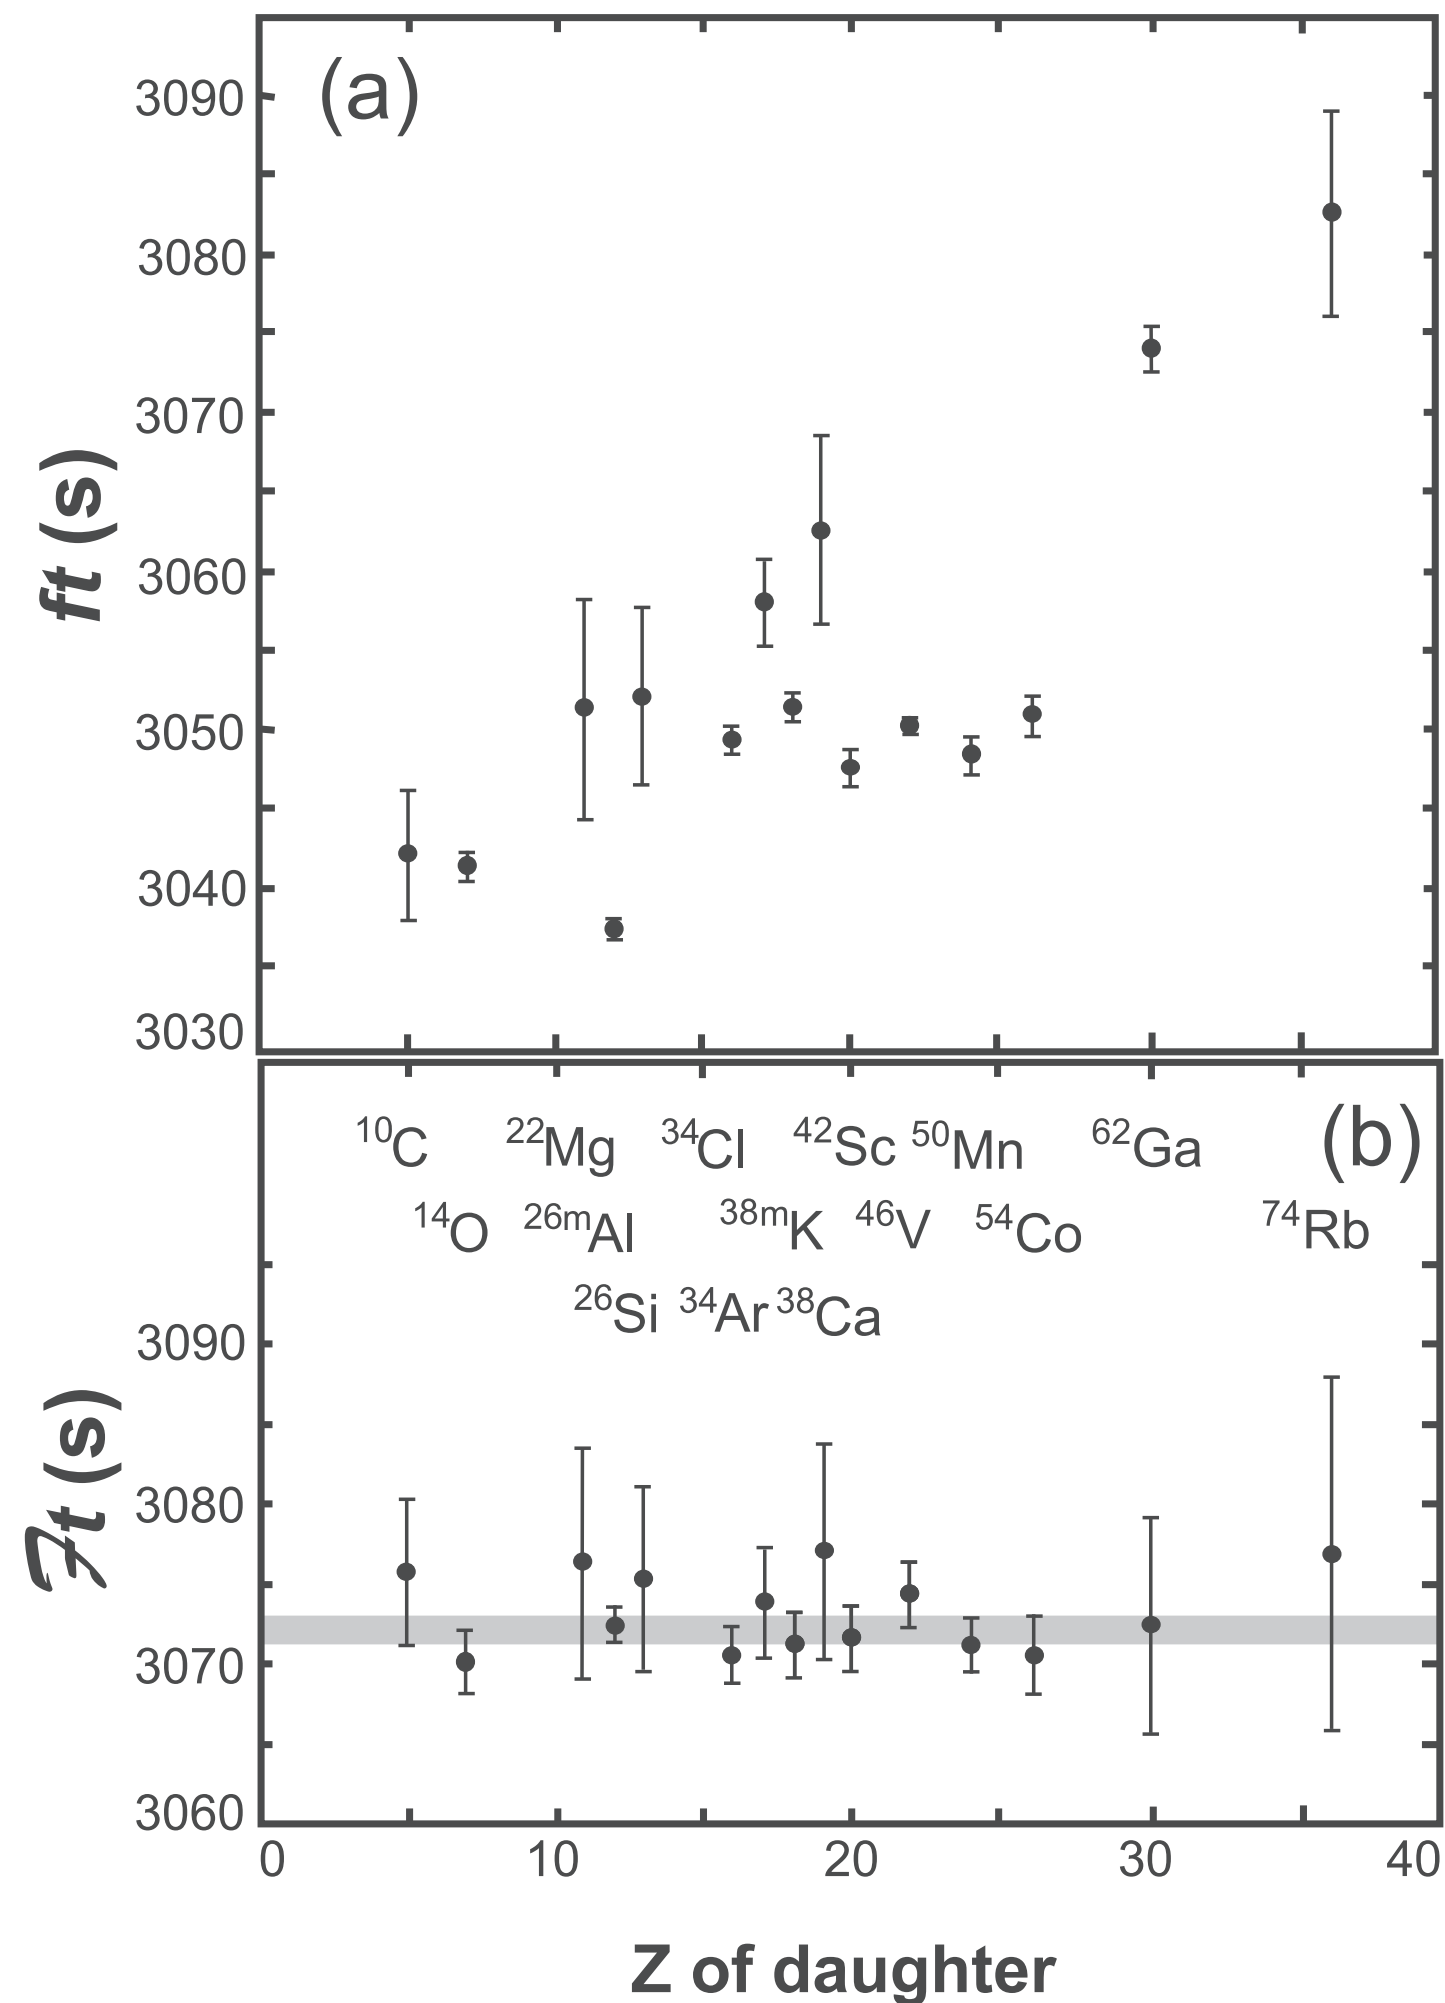 (a)
3090
3080
3070
3060
3050
3040
3030
ft (s)
(b)
¹⁰C ²²Mg ³⁴Cl ⁴²Sc ⁵⁰Mn ⁶²Ga
¹⁴O ²⁶ᵐAl ³⁸ᵐK ⁴⁶V ⁵⁴Co ⁷⁴Rb
²⁶Si ³⁴Ar ³⁸Ca
3090
3080
3070
3060
ℱt (s)
0 10 20 30 40
Z of daughter